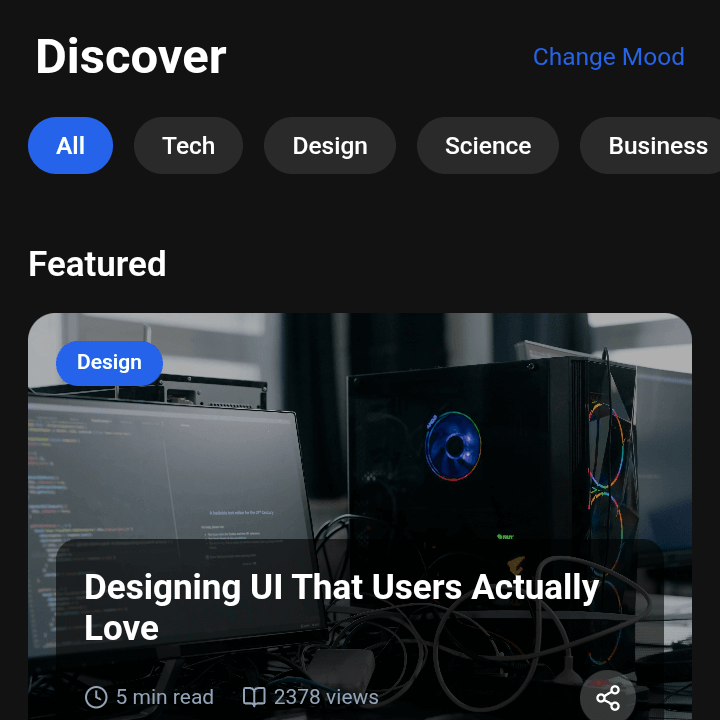 Discover
Change Mood
All
Tech
Design
Science
Business
Featured
Design
Designing UI That Users Actually
Love
5 min read
2378 views